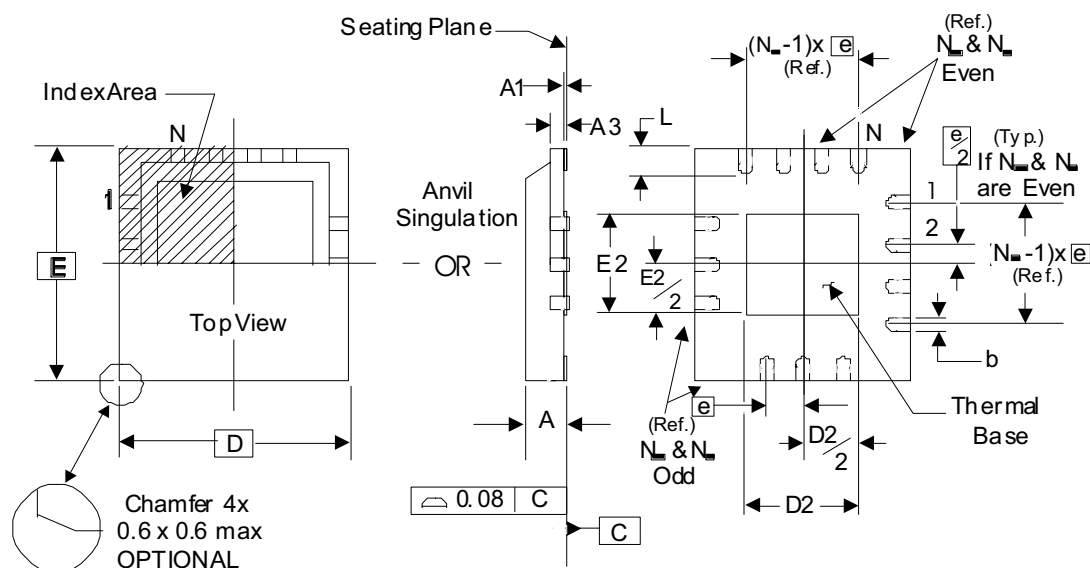 Seating Plane
Index Area
N
1
E
Top View
D
Chamfer 4x
0.6 x 0.6 max
OPTIONAL
Anvil
Singulation
OR
A1
A3
A
0.08 C
C
L
(N -1)x e
(Ref.)
(Ref.)
N & N
Even
N
e/2
(Typ.)
If N & N
are Even
1
2
(N -1)x e
(Ref.)
b
E2
E2/2
Thermal
Base
e
D2/2
D2
(Ref.)
N & N
Odd